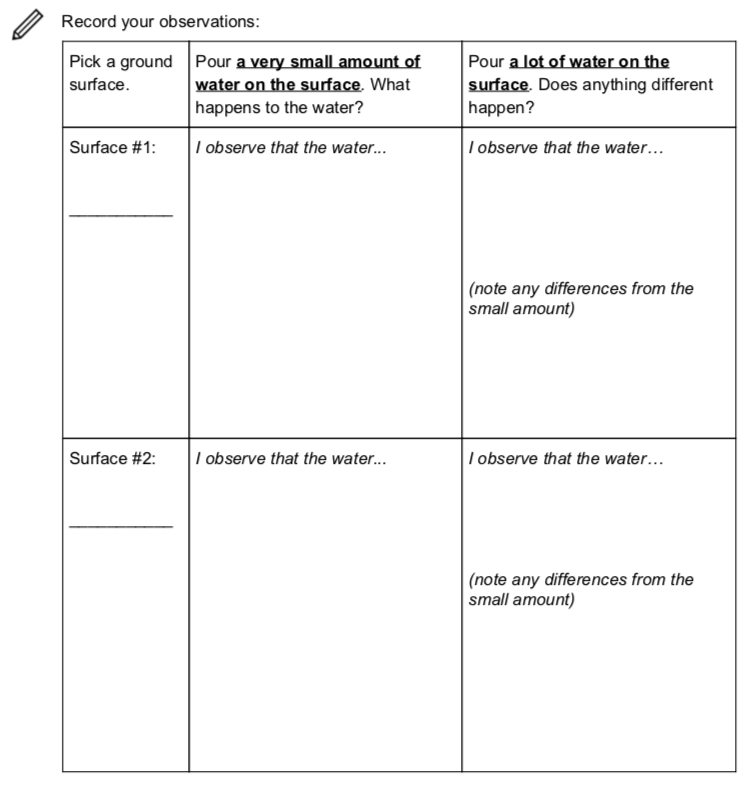 Record your observations:
Pick a ground
surface.
Pour a very small amount of
water on the surface. What
happens to the water?
Pour a lot of water on the
surface. Does anything different
happen?
Surface #1:
I observe that the water...
I observe that the water…
(note any differences from the
small amount)
Surface #2:
I observe that the water...
I observe that the water…
(note any differences from the
small amount)